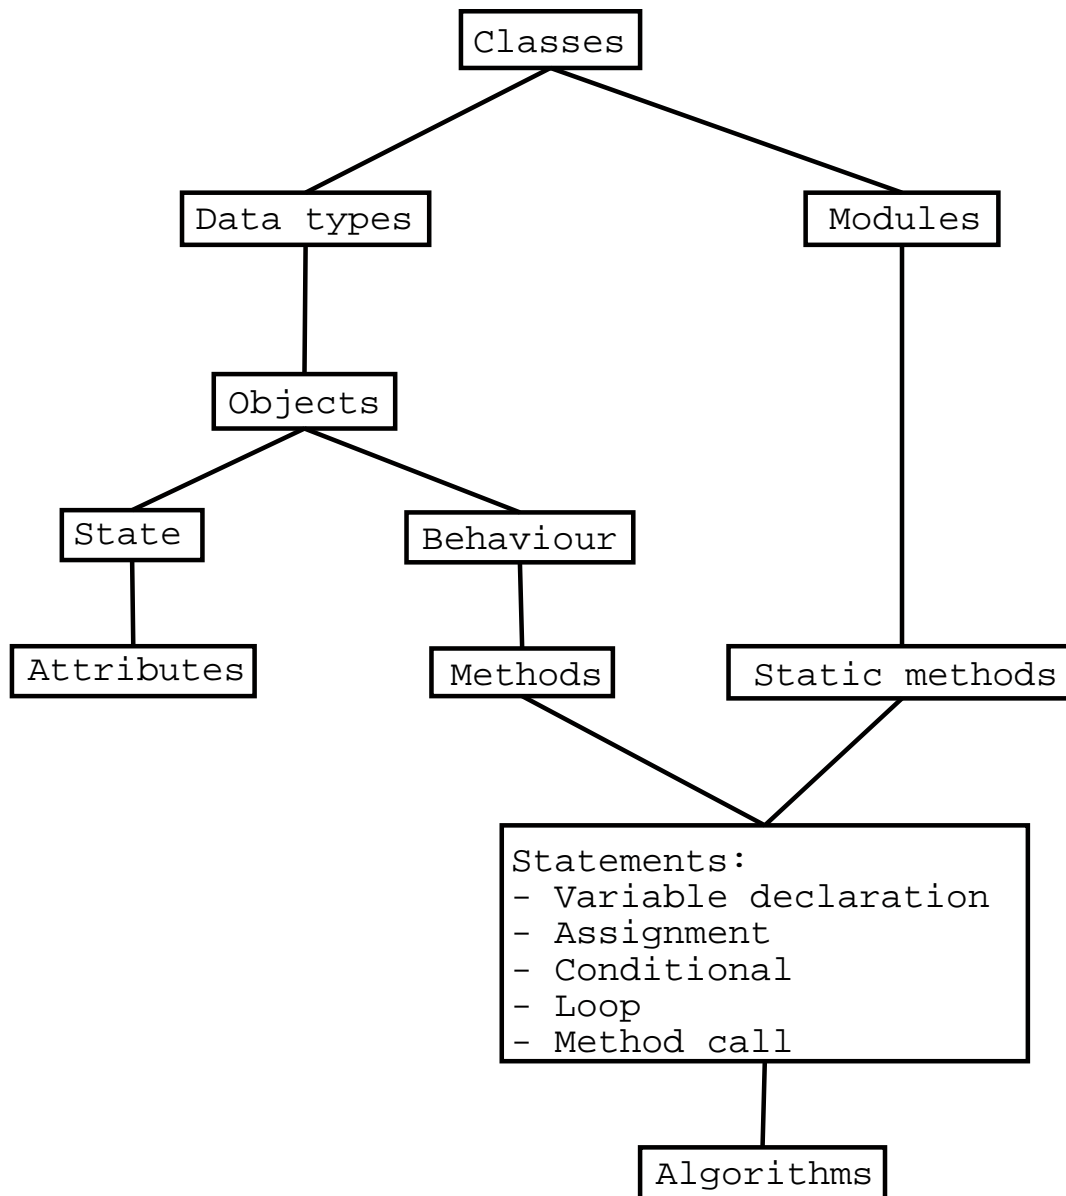 Classes
Data types
Modules
Objects
State
Behaviour
Attributes
Methods
Static methods
Statements:
- Variable declaration
- Assignment
- Conditional
- Loop
- Method call
Algorithms